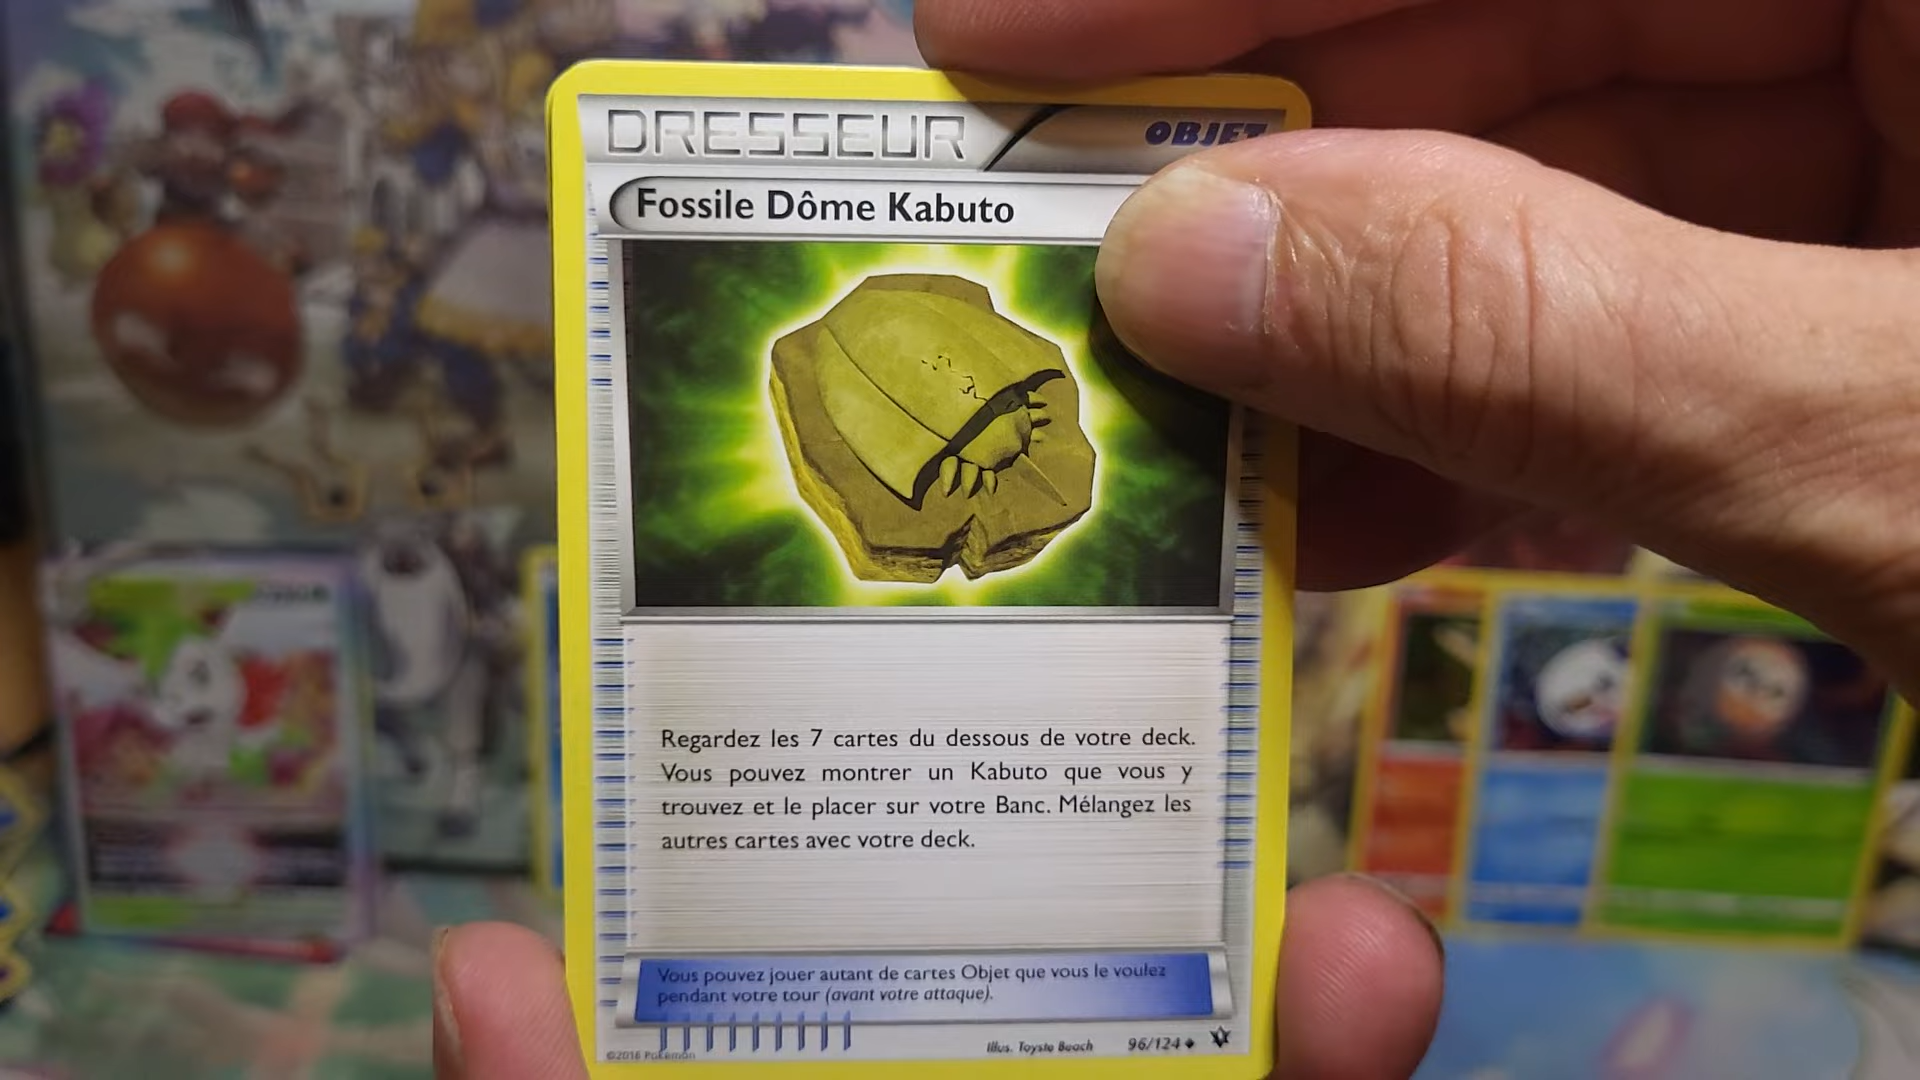 DRESSEUR
OBJET
Fossile Dôme Kabuto
Regardez les 7 cartes du dessous de votre deck.
Vous pouvez montrer un Kabuto que vous y
trouvez et le placer sur votre Banc. Mélangez les
autres cartes avec votre deck.
Vous pouvez jouer autant de cartes Objet que vous le voulez
pendant votre tour (avant votre attaque).
©2016 Pokémon
Illus. Toyste Beach
96/124